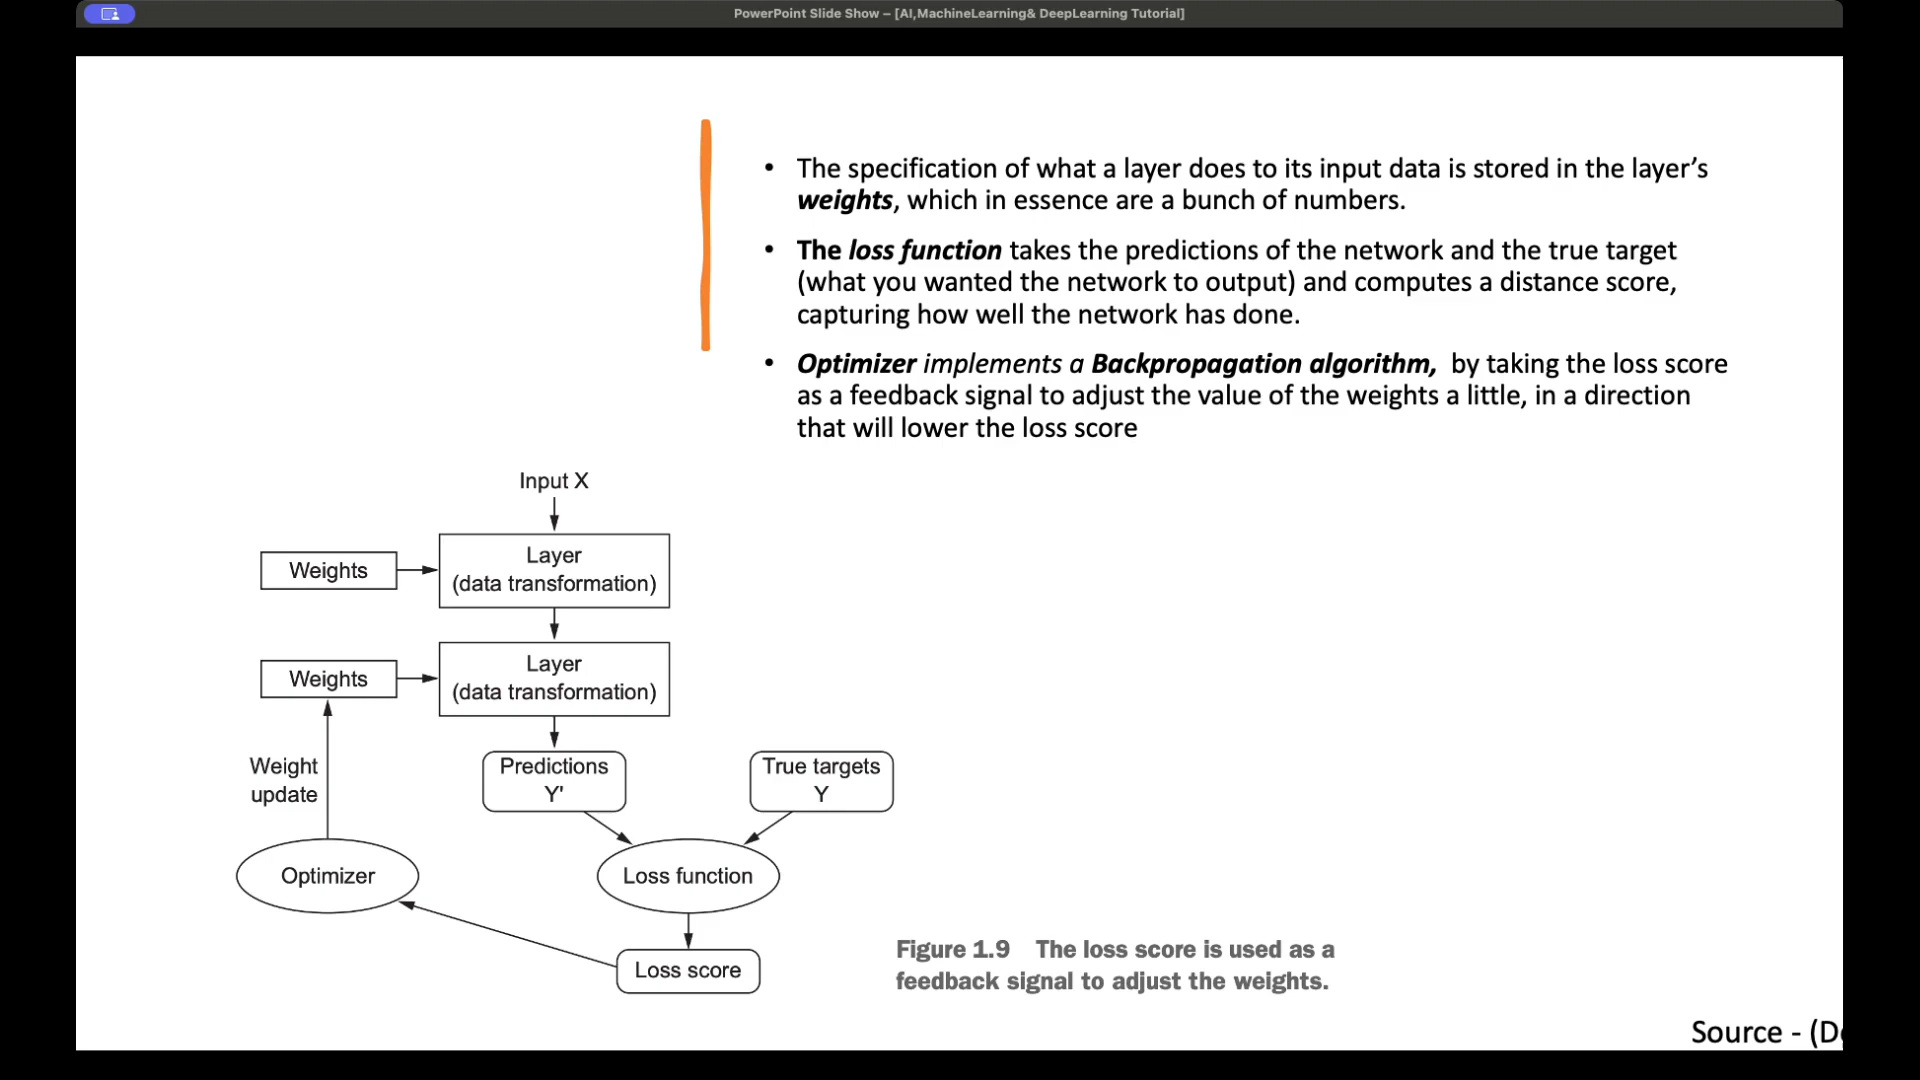 PowerPoint Slide Show – [AI,MachineLearning& DeepLearning Tutorial]
• The specification of what a layer does to its input data is stored in the layer’s
weights, which in essence are a bunch of numbers.
• The loss function takes the predictions of the network and the true target
(what you wanted the network to output) and computes a distance score,
capturing how well the network has done.
• Optimizer implements a Backpropagation algorithm, by taking the loss score
as a feedback signal to adjust the value of the weights a little, in a direction
that will lower the loss score
Input X
Weights
Layer
(data transformation)
Weights
Layer
(data transformation)
Weight
update
Predictions
Y'
True targets
Y
Optimizer
Loss function
Loss score
Figure 1.9 The loss score is used as a
feedback signal to adjust the weights.
Source - (